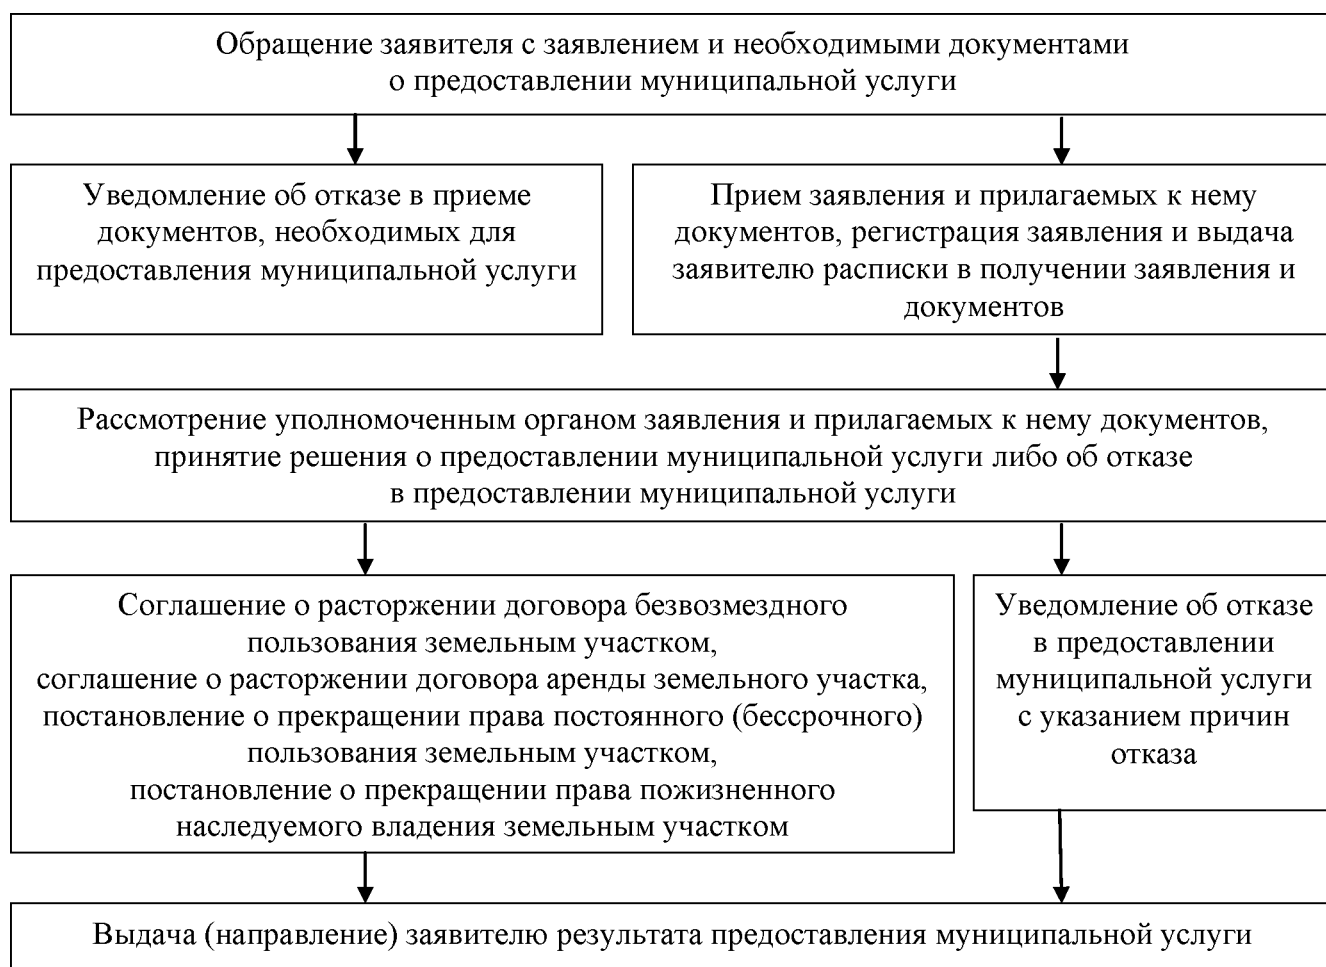 Обращение заявителя с заявлением и необходимыми документами
о предоставлении муниципальной услуги
Уведомление об отказе в приеме
документов, необходимых для
предоставления муниципальной услуги
Прием заявления и прилагаемых к нему
документов, регистрация заявления и выдача
заявителю расписки в получении заявления и
документов
Рассмотрение уполномоченным органом заявления и прилагаемых к нему документов,
принятие решения о предоставлении муниципальной услуги либо об отказе
в предоставлении муниципальной услуги
Соглашение о расторжении договора безвозмездного
пользования земельным участком,
соглашение о расторжении договора аренды земельного участка,
постановление о прекращении права постоянного (бессрочного)
пользования земельным участком,
постановление о прекращении права пожизненного
наследуемого владения земельным участком
Уведомление об отказе
в предоставлении
муниципальной услуги
с указанием причин
отказа
Выдача (направление) заявителю результата предоставления муниципальной услуги